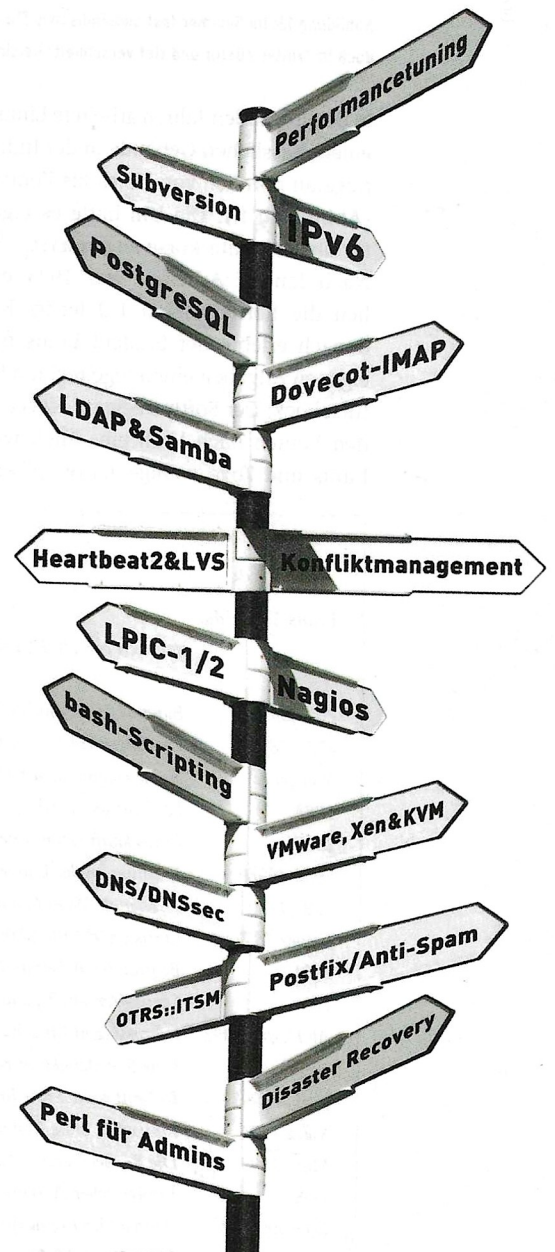 Performancetuning
Subversion
IPv6
PostgreSQL
Dovecot-IMAP
LDAP&Samba
Heartbeat2&LVS
Konfliktmanagement
LPIC-1/2
Nagios
bash-Scripting
VMware, Xen&KVM
DNS/DNSsec
Postfix/Anti-Spam
OTRS::ITSM
Disaster Recovery
Perl für Admins